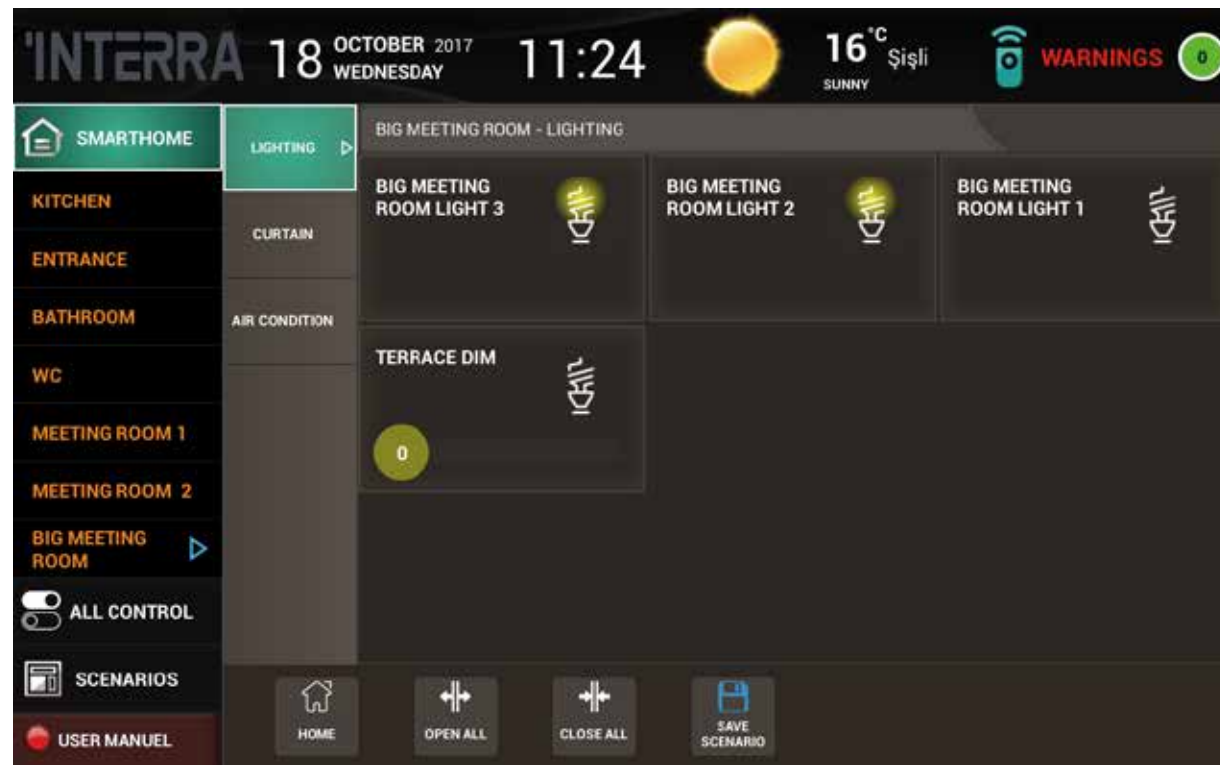 'INTERRA
18 OCTOBER 2017
WEDNESDAY
11:24
16°C Şişli
SUNNY
WARNINGS 0
SMARTHOME
KITCHEN
ENTRANCE
BATHROOM
WC
MEETING ROOM 1
MEETING ROOM 2
BIG MEETING
ROOM
ALL CONTROL
SCENARIOS
USER MANUEL
LIGHTING
CURTAIN
AIR CONDITION
BIG MEETING ROOM - LIGHTING
BIG MEETING
ROOM LIGHT 3
BIG MEETING
ROOM LIGHT 2
BIG MEETING
ROOM LIGHT 1
TERRACE DIM
0
HOME
OPEN ALL
CLOSE ALL
SAVE
SCENARIO